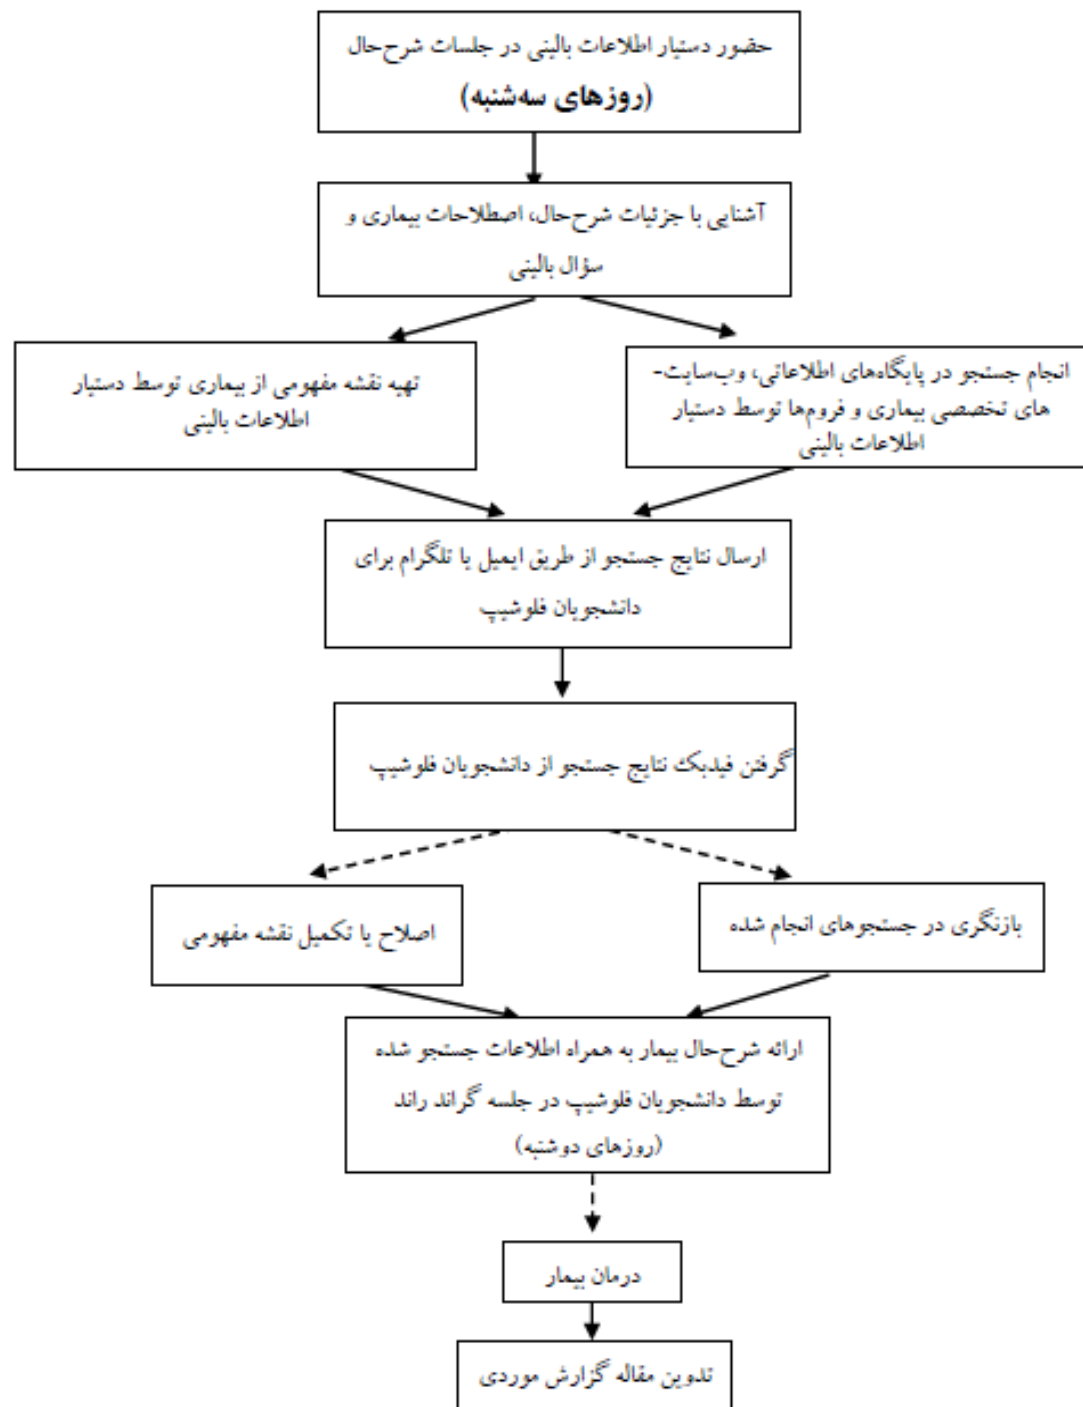 حضور دستیار اطلاعات بالینی در جلسات شرح‌حال
(روزهای سه‌شنبه)
آشنایی با جزئیات شرح‌حال، اصطلاحات بیماری و
سؤال بالینی
انجام جستجو در پایگاه‌های اطلاعاتی، وب‌سایت-
های تخصصی بیماری و فروم‌ها توسط دستیار
اطلاعات بالینی
تهیه نقشه مفهومی از بیماری توسط دستیار
اطلاعات بالینی
ارسال نتایج جستجو از طریق ایمیل یا تلگرام برای
دانشجویان فلوشیپ
گرفتن فیدبک نتایج جستجو از دانشجویان فلوشیپ
بازنگری در جستجوهای انجام شده
اصلاح یا تکمیل نقشه مفهومی
ارائه شرح‌حال بیمار به همراه اطلاعات جستجو شده
توسط دانشجویان فلوشیپ در جلسه گراند راند
(روزهای دوشنبه)
درمان بیمار
تدوین مقاله گزارش موردی